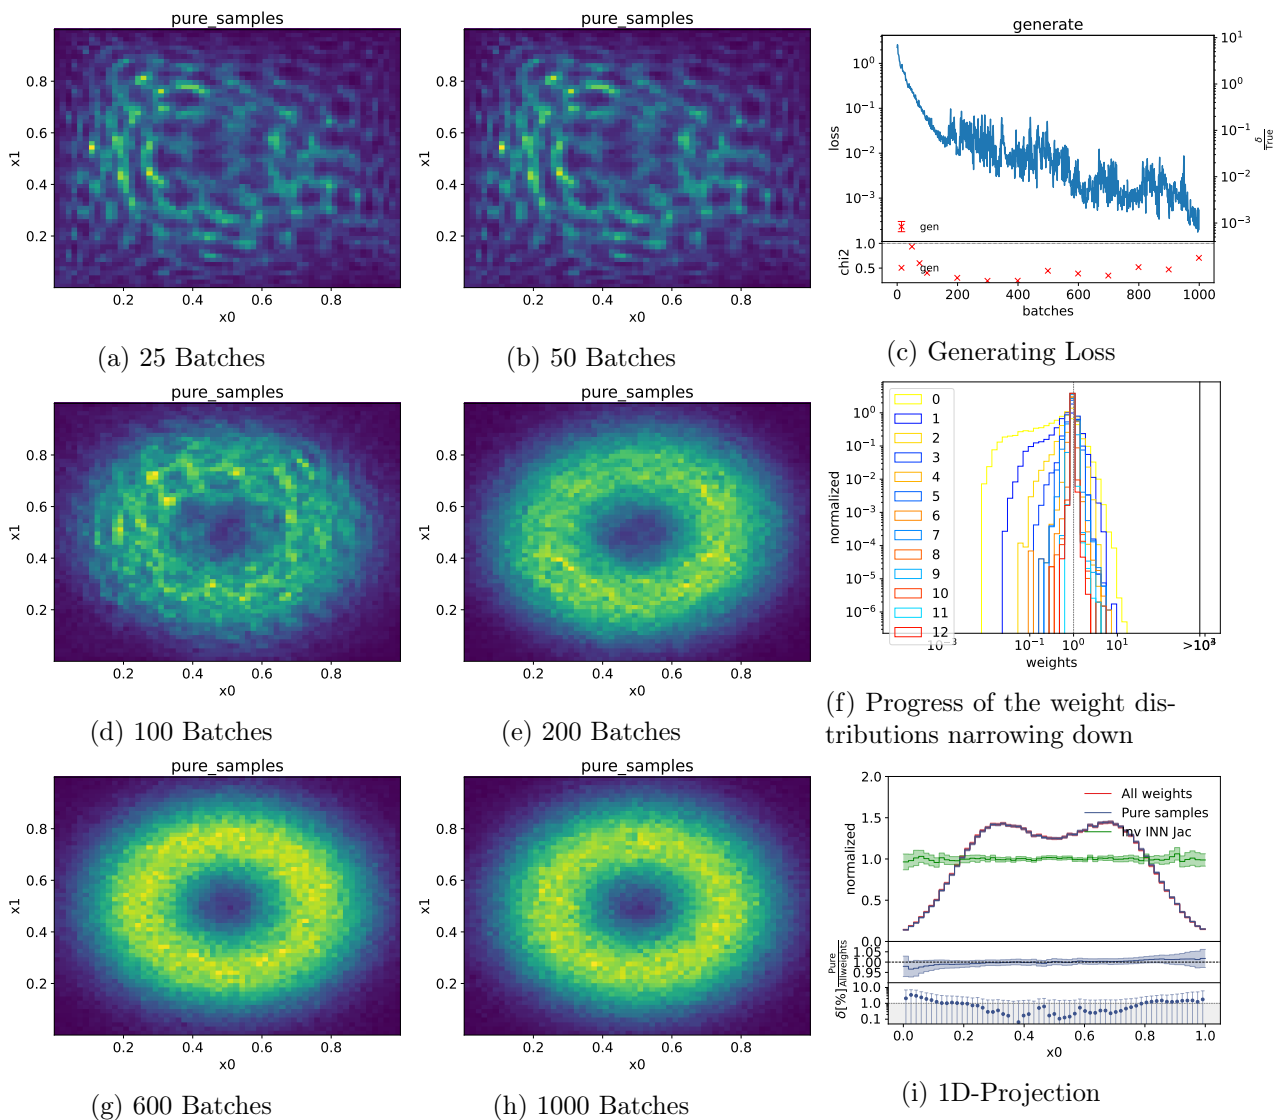 pure_samples
0.8
0.6
0.4
0.2
x1
0.2 0.4 0.6 0.8
x0
(a) 25 Batches
pure_samples
0.8
0.6
0.4
0.2
x1
0.2 0.4 0.6 0.8
x0
(b) 50 Batches
generate
10⁰
10⁻¹
10⁻²
10⁻³
loss
10¹
10⁰
10⁻¹
10⁻²
10⁻³
δ
True
gen
1.0
0.5
chi2
gen
0 200 400 600 800 1000
batches
(c) Generating Loss
pure_samples
0.8
0.6
0.4
0.2
x1
0.2 0.4 0.6 0.8
x0
(d) 100 Batches
pure_samples
0.8
0.6
0.4
0.2
x1
0.2 0.4 0.6 0.8
x0
(e) 200 Batches
10⁰
10⁻¹
10⁻²
10⁻³
10⁻⁴
10⁻⁵
10⁻⁶
normalized
0
1
2
3
4
5
6
7
8
9
10
11
12
10⁻³ 10⁻¹ 10⁰ 10¹
weights
(f) Progress of the weight dis-
tributions narrowing down
pure_samples
0.8
0.6
0.4
0.2
x1
0.2 0.4 0.6 0.8
x0
(g) 600 Batches
pure_samples
0.8
0.6
0.4
0.2
x1
0.2 0.4 0.6 0.8
x0
(h) 1000 Batches
2.0
1.5
1.0
0.5
0.0
normalized
All weights
Pure samples
Inv INN Jac
1.05
1.00
0.95
Pure
Allweights
10.0
1.0
0.1
δ[%]
0.0 0.2 0.4 0.6 0.8 1.0
x0
(i) 1D-Projection